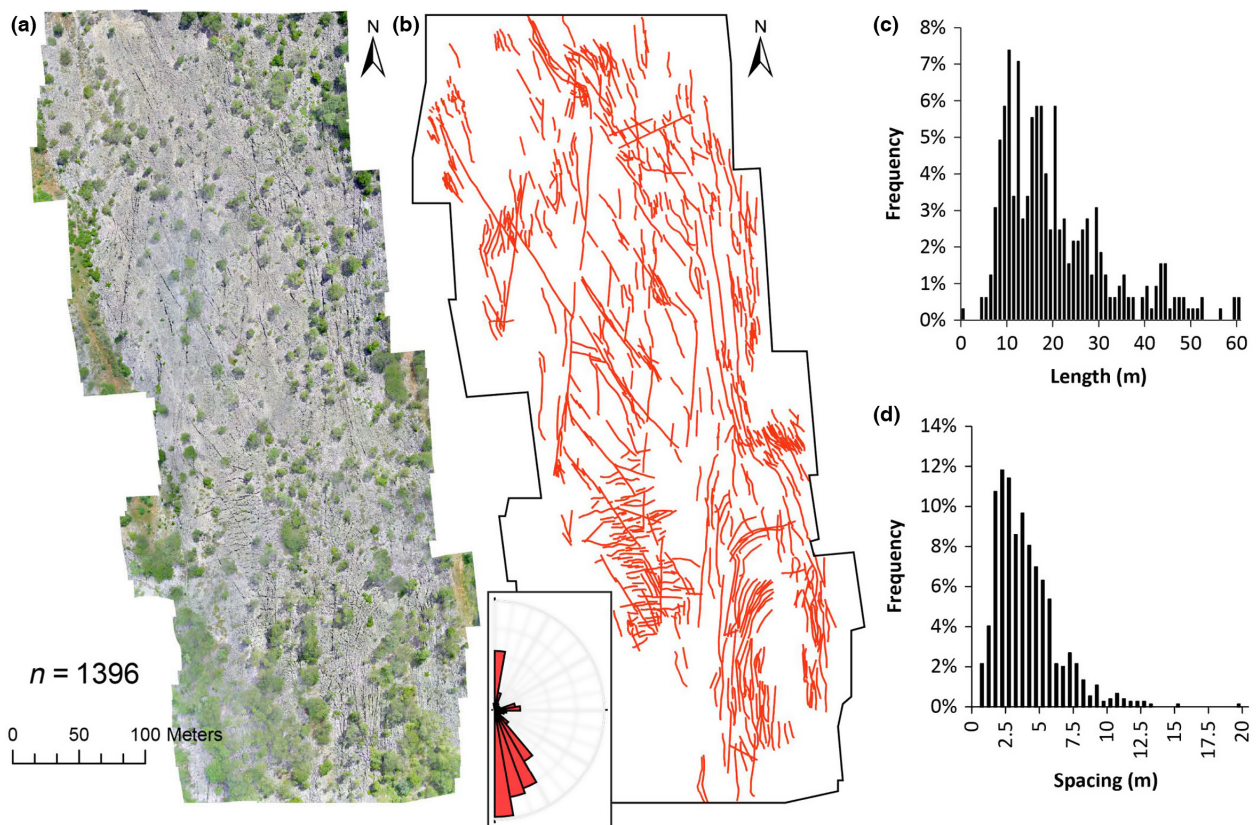 (a)
N
n = 1396
0 50 100 Meters
(b)
N
(c)
8%
7%
6%
5%
4%
3%
2%
1%
0%
Frequency
0 10 20 30 40 50 60
Length (m)
(d)
14%
12%
10%
8%
6%
4%
2%
0%
Frequency
0 2.5 5 7.5 10 12.5 15 17.5 20
Spacing (m)